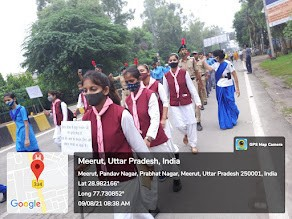 GPS Map Camera
Meerut, Uttar Pradesh, India
Meerut, Pandav Nagar, Prabhat Nagar, Meerut, Uttar Pradesh 250001, India
Lat 28.982166°
Long 77.730852°
09/08/21 08:38 AM
Google